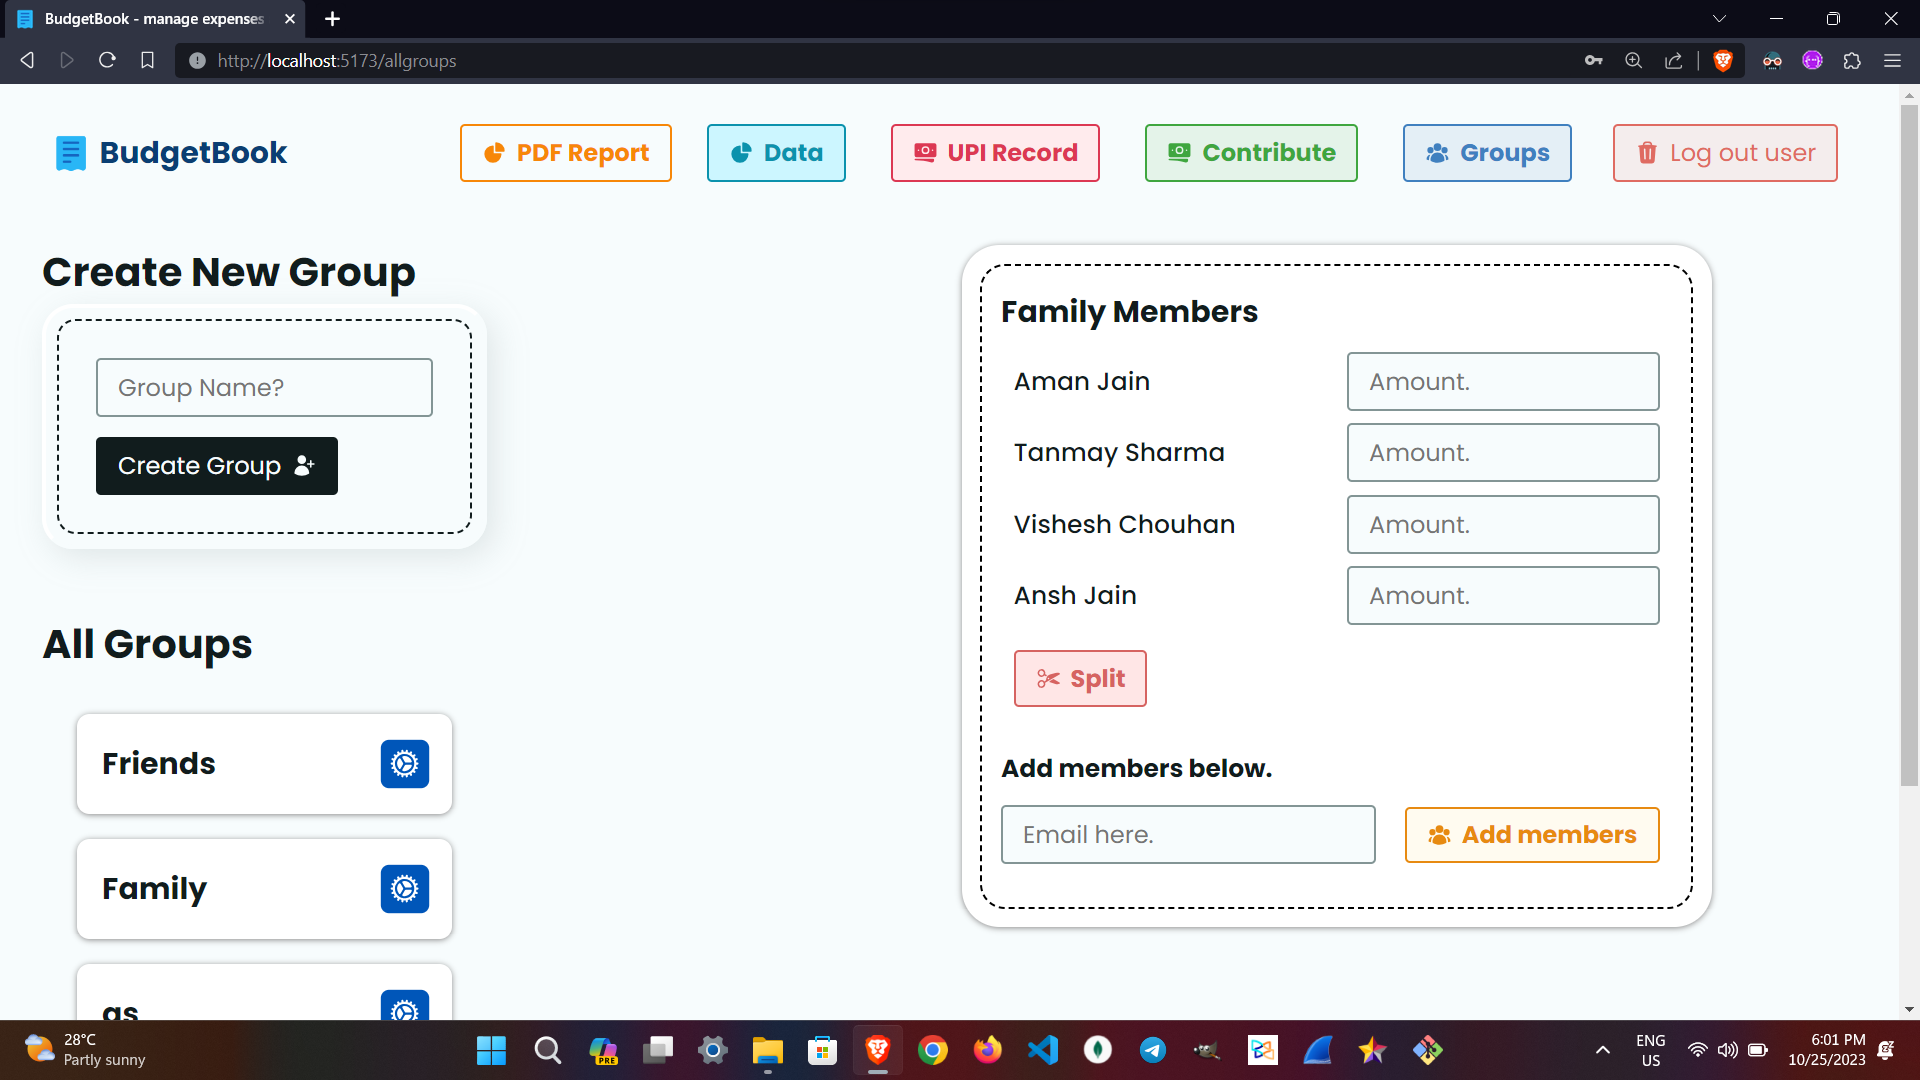 BudgetBook - manage expenses
http://localhost:5173/allgroups
BudgetBook
PDF Report
Data
UPI Record
Contribute
Groups
Log out user
Create New Group
Group Name?
Create Group
All Groups
Friends
Family
as
Family Members
Aman Jain
Amount.
Tanmay Sharma
Amount.
Vishesh Chouhan
Amount.
Ansh Jain
Amount.
Split
Add members below.
Email here.
Add members
28°C
Partly sunny
PRE
ENG
US
6:01 PM
10/25/2023